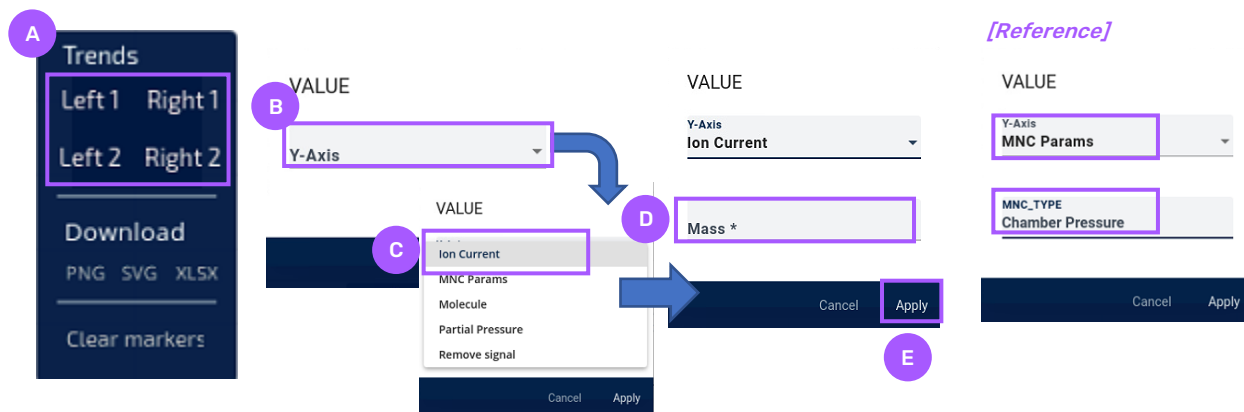 A
Trends
Left 1 Right 1
Left 2 Right 2
Download
PNG SVG XLSX
Clear markers
B
VALUE
Y-Axis
C
VALUE
Ion Current
MNC Params
Molecule
Partial Pressure
Remove signal
Cancel Apply
VALUE
Y-Axis
Ion Current
D
Mass *
Cancel Apply
E
[Reference]
VALUE
Y-Axis
MNC Params
MNC_TYPE
Chamber Pressure
Cancel Apply